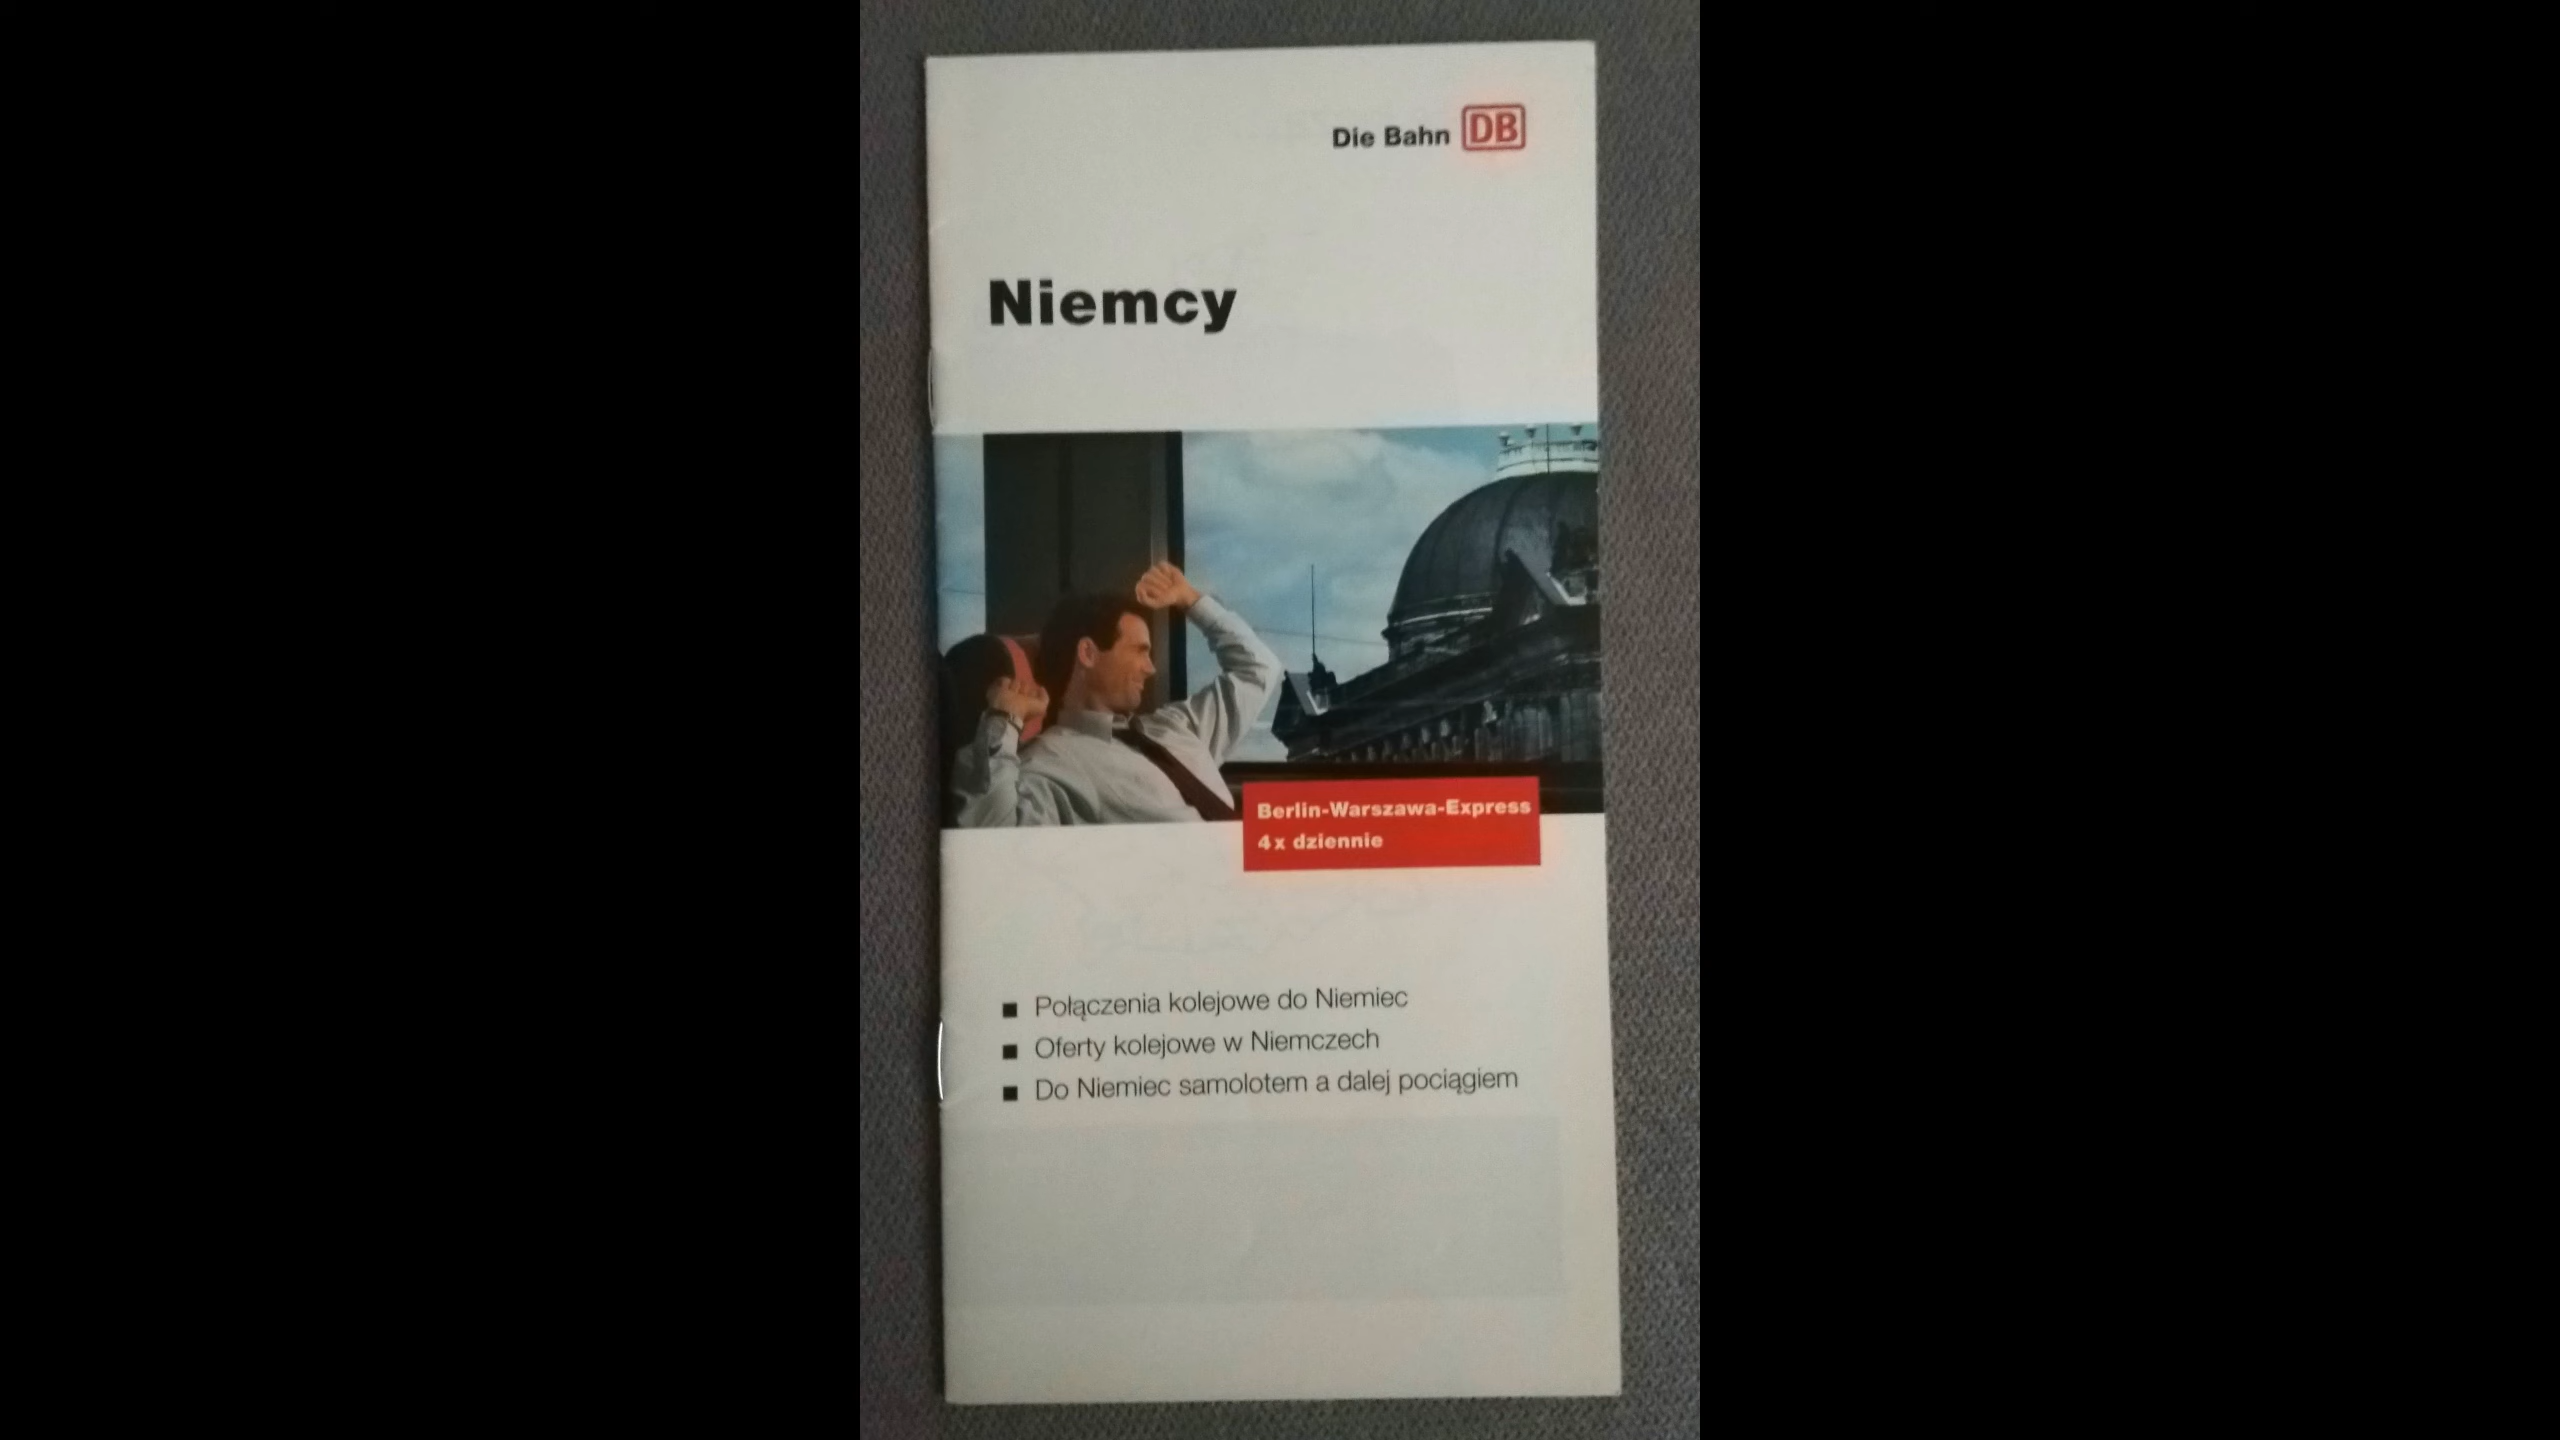 Die Bahn DB
Niemcy
Berlin-Warszawa-Express
4x dziennie
■ Połączenia kolejowe do Niemiec
■ Oferty kolejowe w Niemczech
■ Do Niemiec samolotem a dalej pociągiem